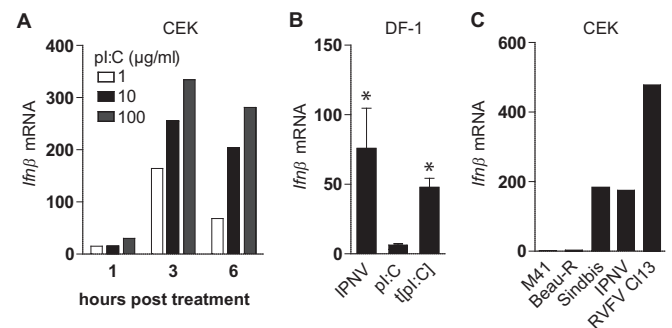 A
CEK
pI:C (µg/ml)
1
10
100
Ifnβ mRNA
400
300
200
100
0
1 3 6
hours post treatment
B
DF-1
Ifnβ mRNA
150
100
50
0
*
*
IPNV
pI:C
t[pI:C]
C
CEK
Ifnβ mRNA
600
400
200
0
M41
Beau-R
Sindbis
IPNV
RVFV Cl13